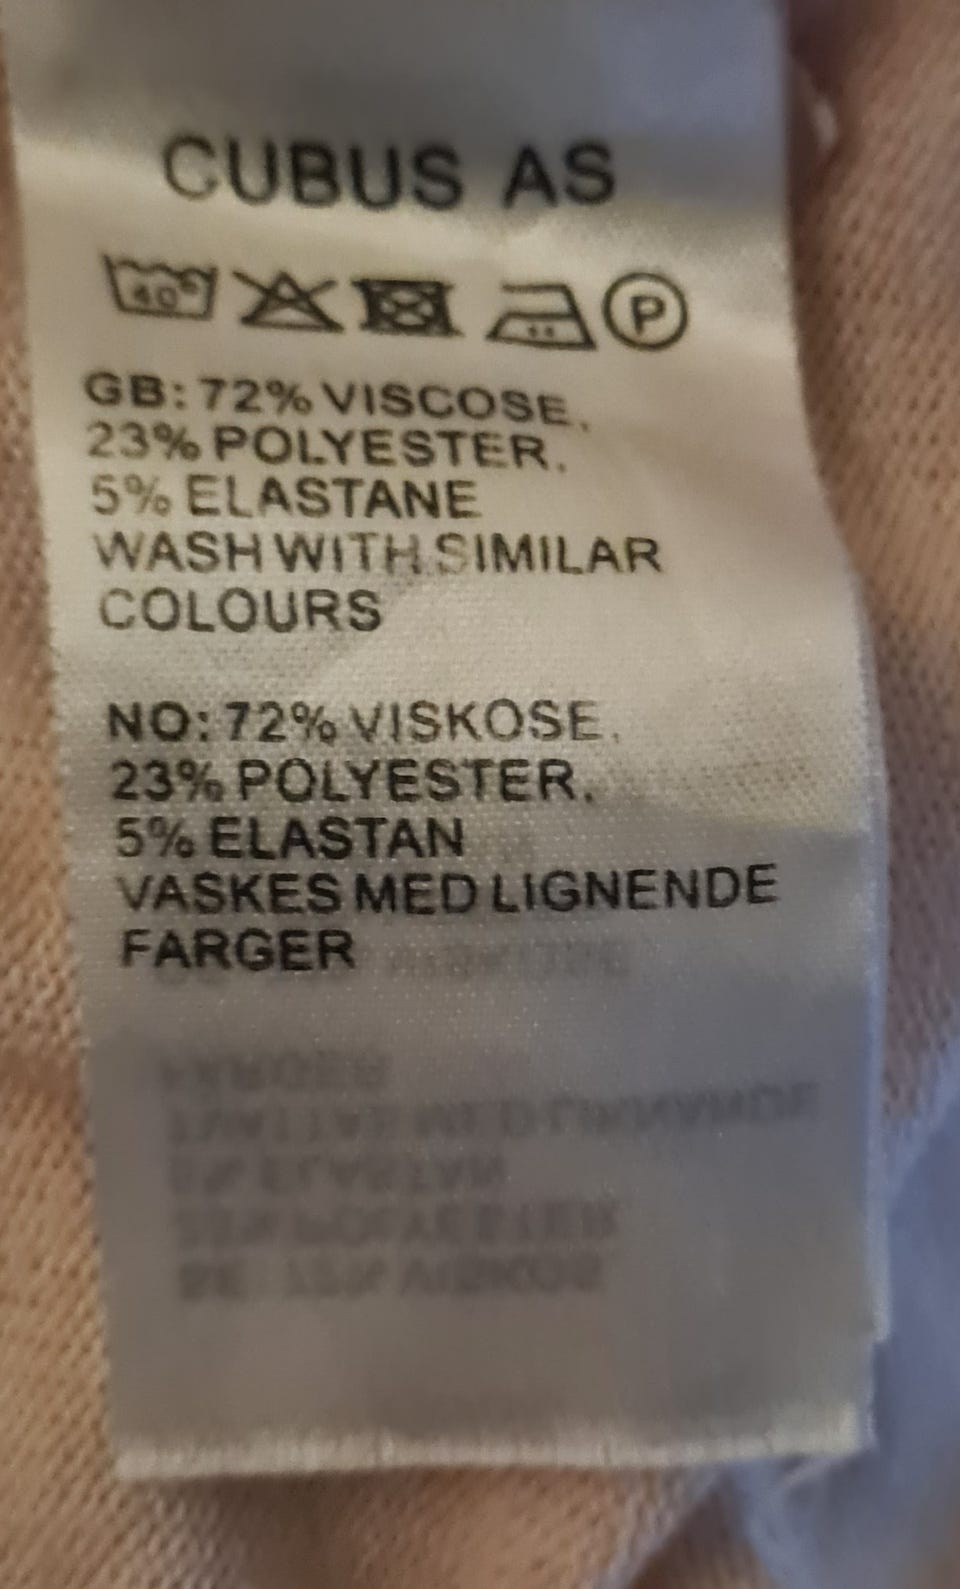 CUBUS AS
40° P
GB: 72% VISCOSE.
23% POLYESTER.
5% ELASTANE
WASH WITH SIMILAR
COLOURS
NO: 72% VISKOSE.
23% POLYESTER.
5% ELASTAN
VASKES MED LIGNENDE
FARGER